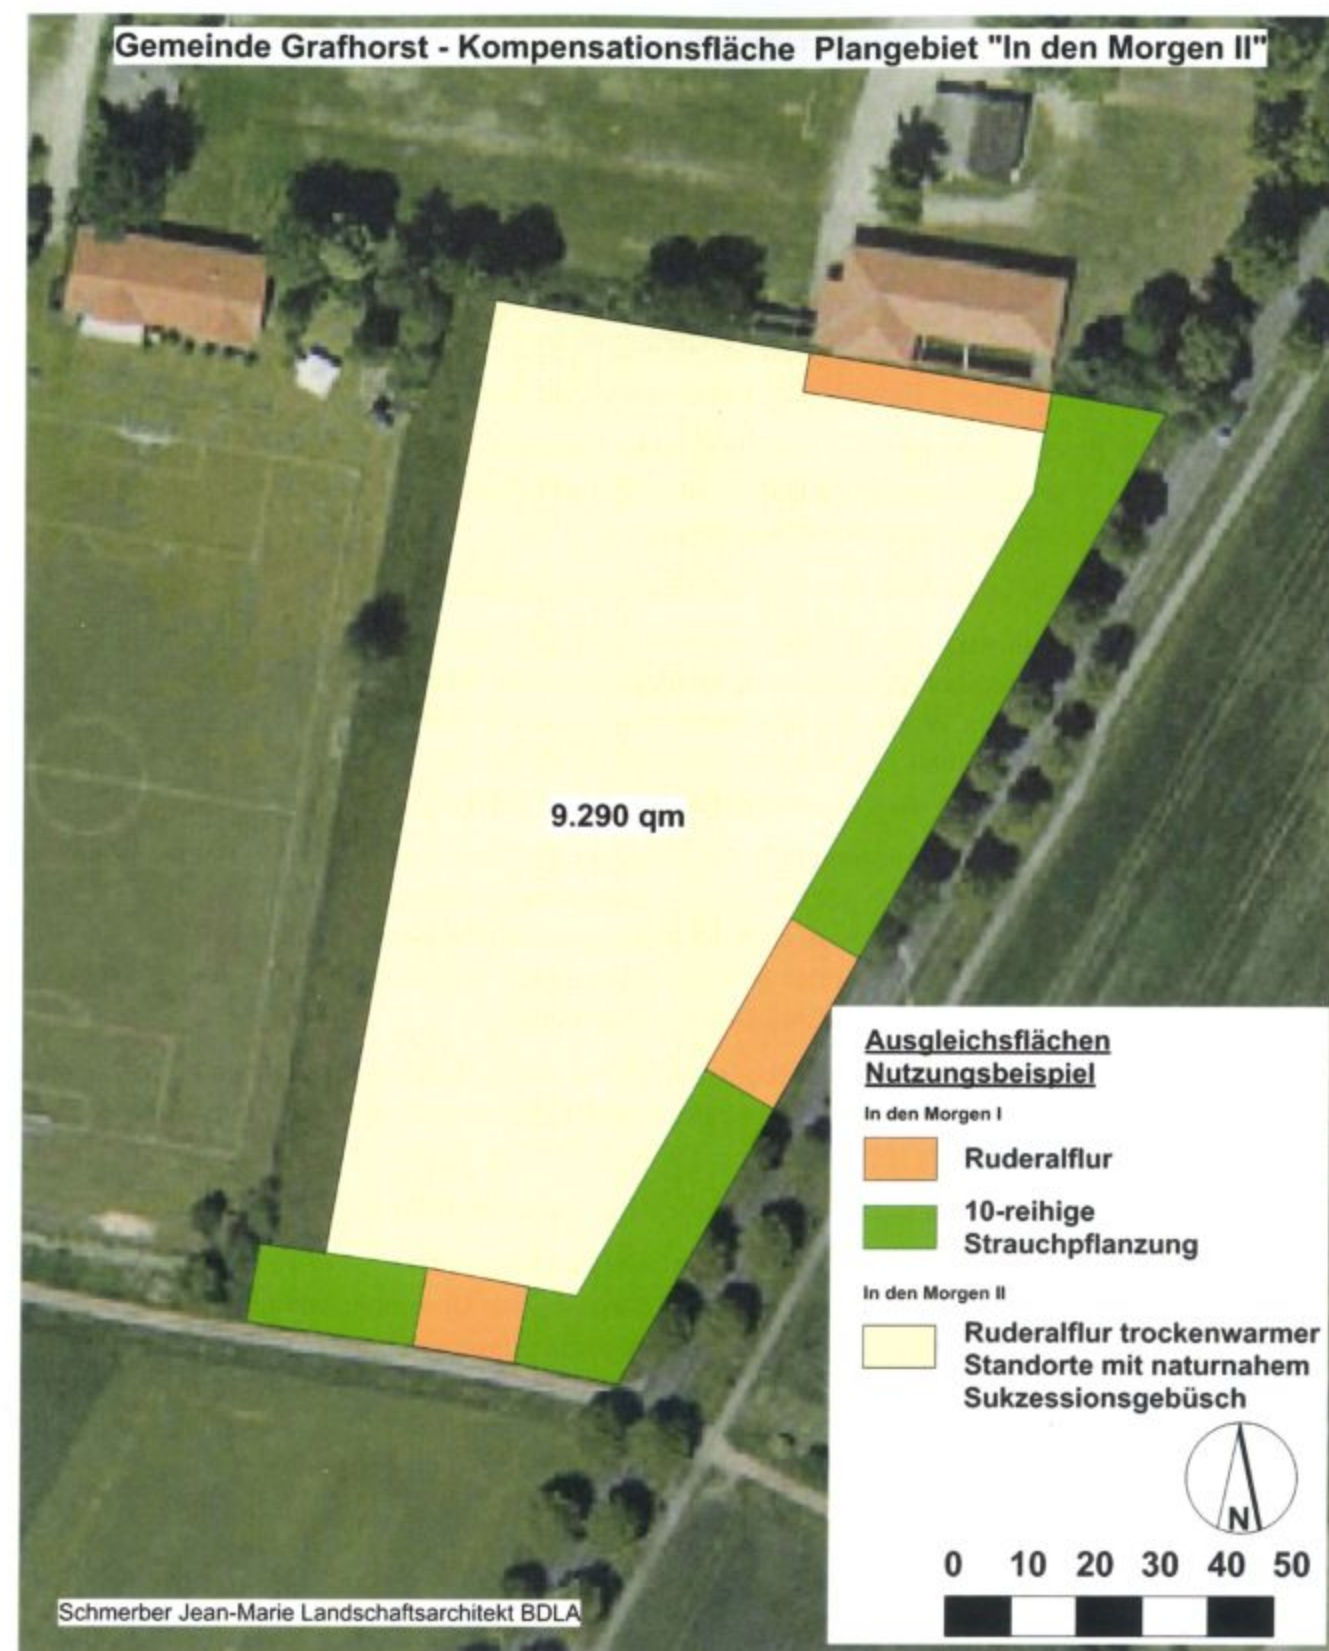 Gemeinde Grafhorst - Kompensationsfläche Plangebiet "In den Morgen II"
9.290 qm
Ausgleichsflächen
Nutzungsbeispiel
In den Morgen I
Ruderalflur
10-reihige
Strauchpflanzung
In den Morgen II
Ruderalflur trockenwarmer
Standorte mit naturnahem
Sukzessionsgebüsch
N
0 10 20 30 40 50
Schmerber Jean-Marie Landschaftsarchitekt BDLA